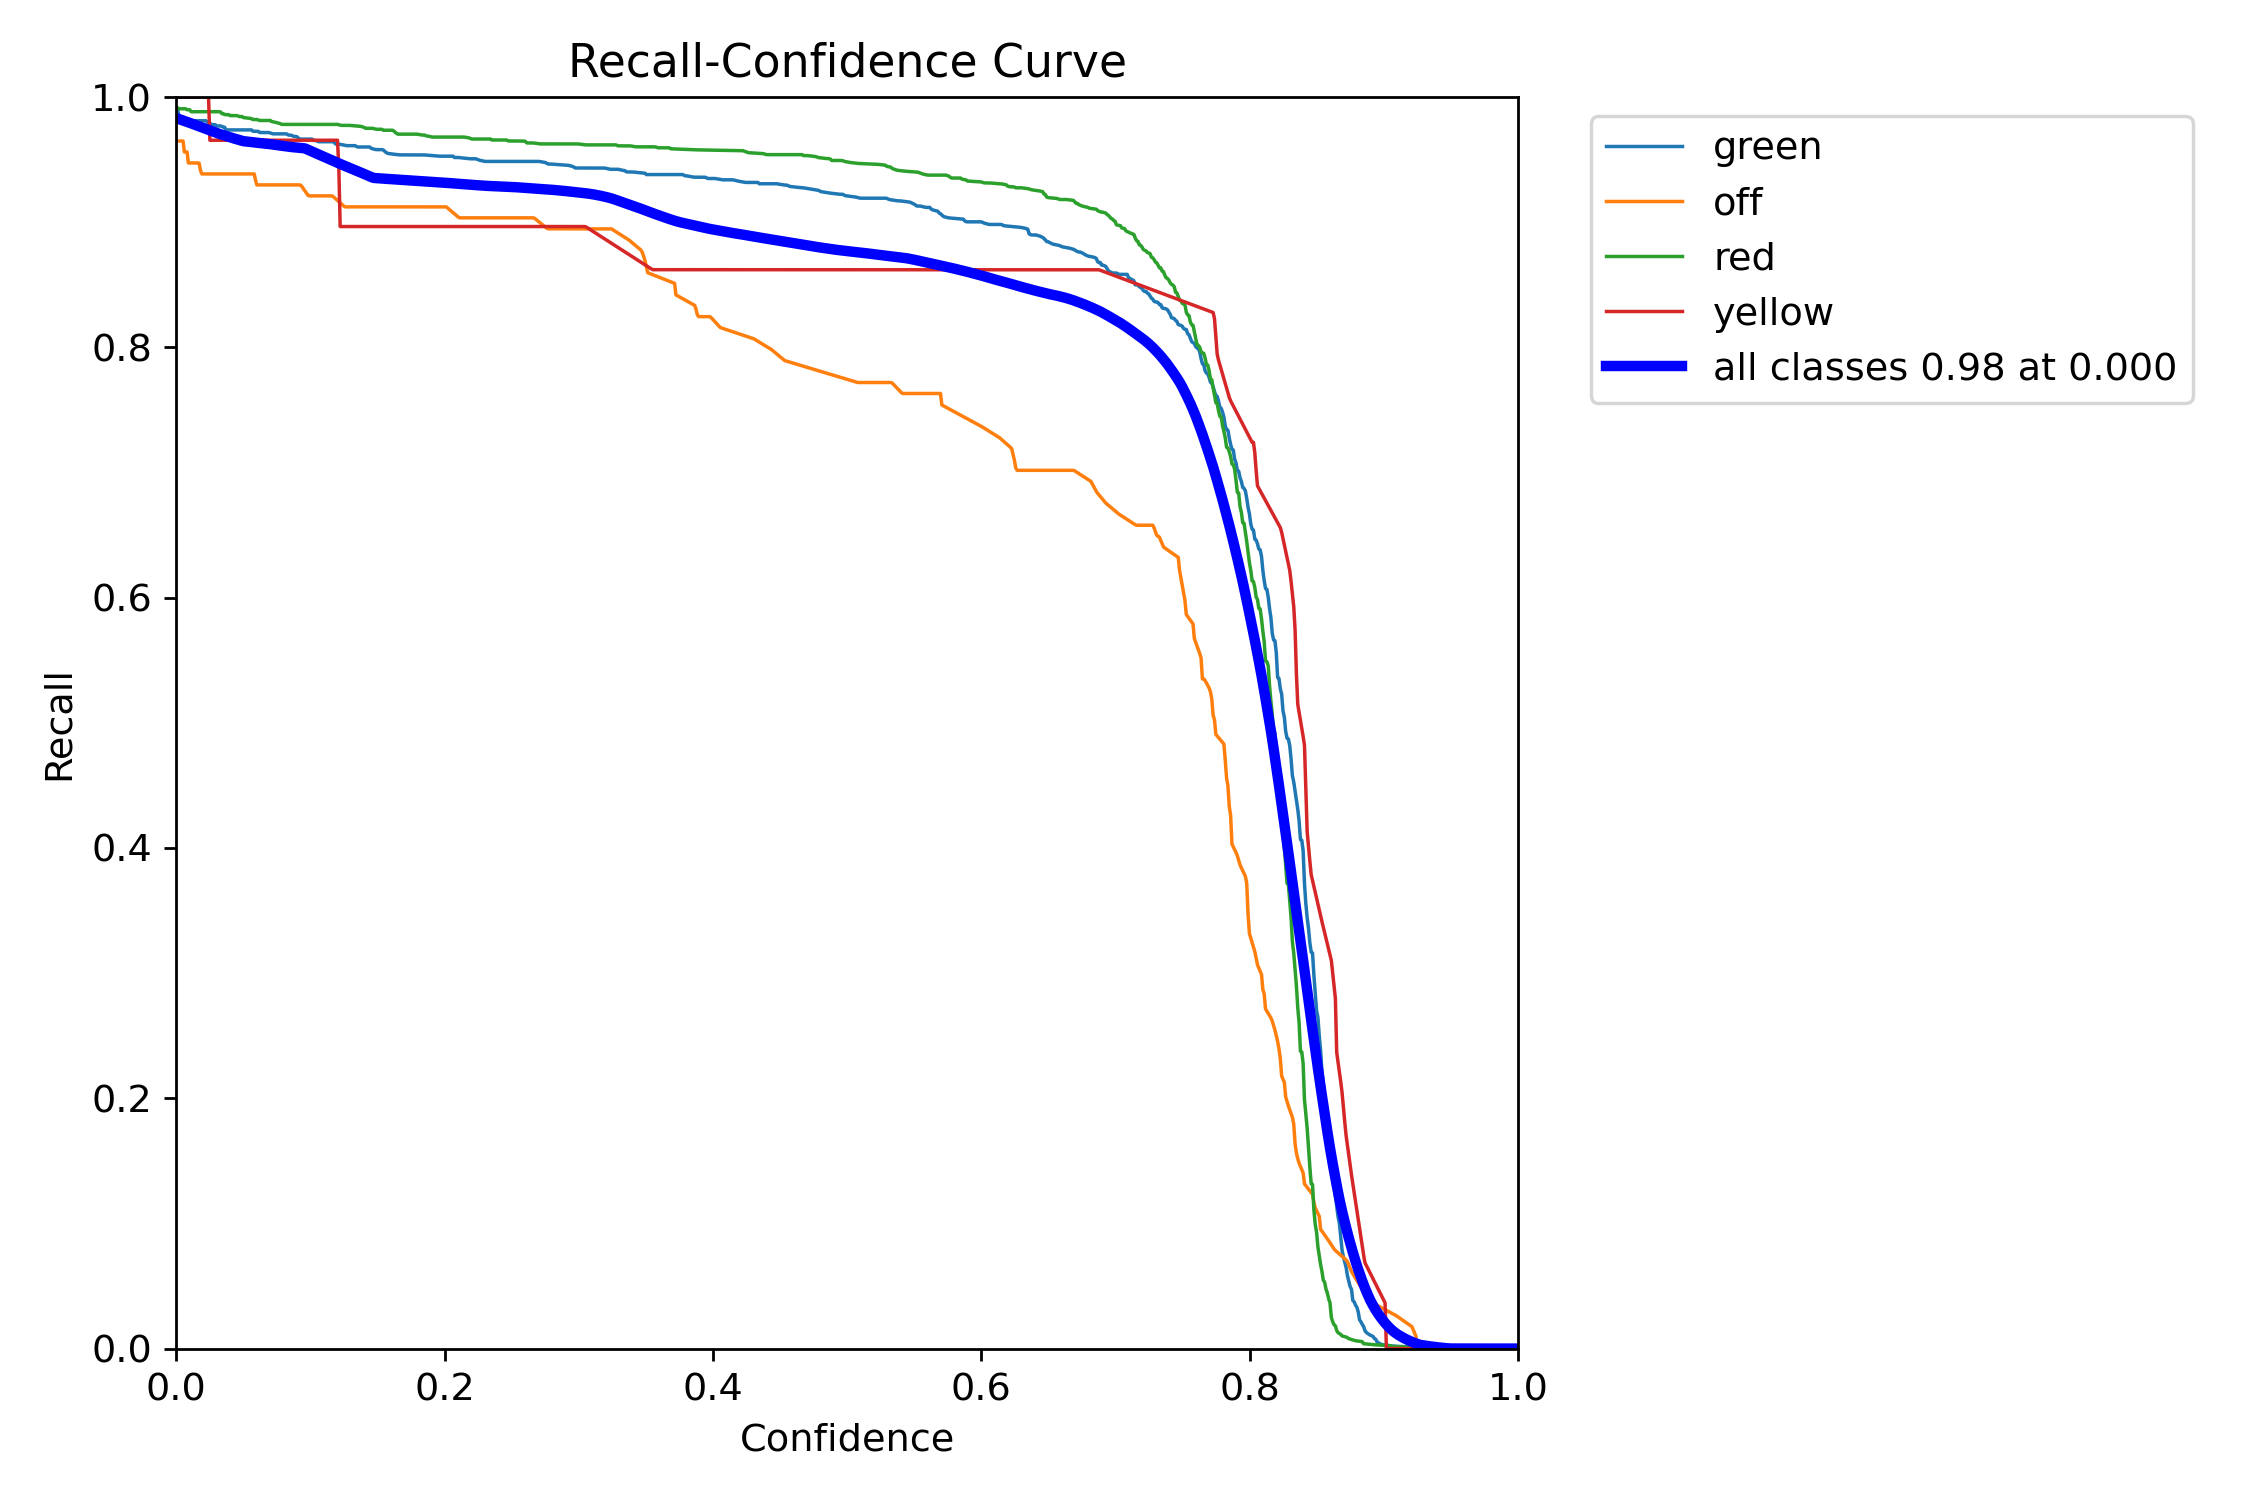 Recall-Confidence Curve
1.0
0.8
0.6
0.4
0.2
0.0
Recall
0.0 0.2 0.4 0.6 0.8 1.0
Confidence
green
off
red
yellow
all classes 0.98 at 0.000